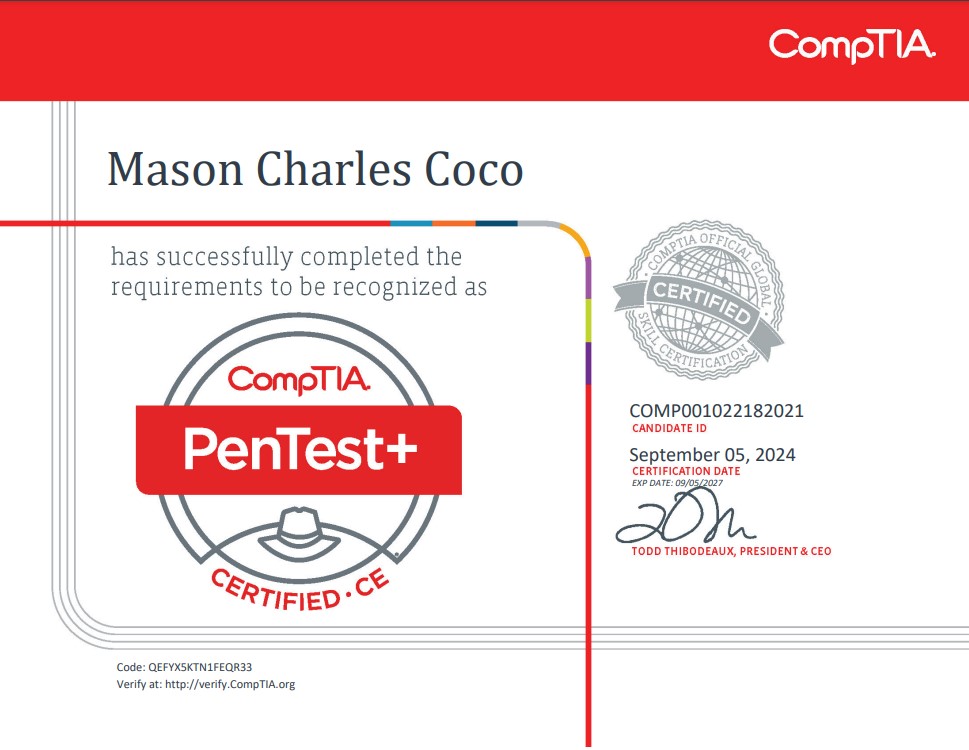 CompTIA.
Mason Charles Coco
has successfully completed the
requirements to be recognized as
CompTIA.
PenTest+
CERTIFIED · CE
· COMPTIA OFFICIAL GLOBAL ·
CERTIFIED
SKILL CERTIFICATION
COMP001022182021
CANDIDATE ID
September 05, 2024
CERTIFICATION DATE
EXP DATE: 09/05/2027
TODD THIBODEAUX, PRESIDENT & CEO
Code: QEFYX5KTN1FEQR33
Verify at: http://verify.CompTIA.org